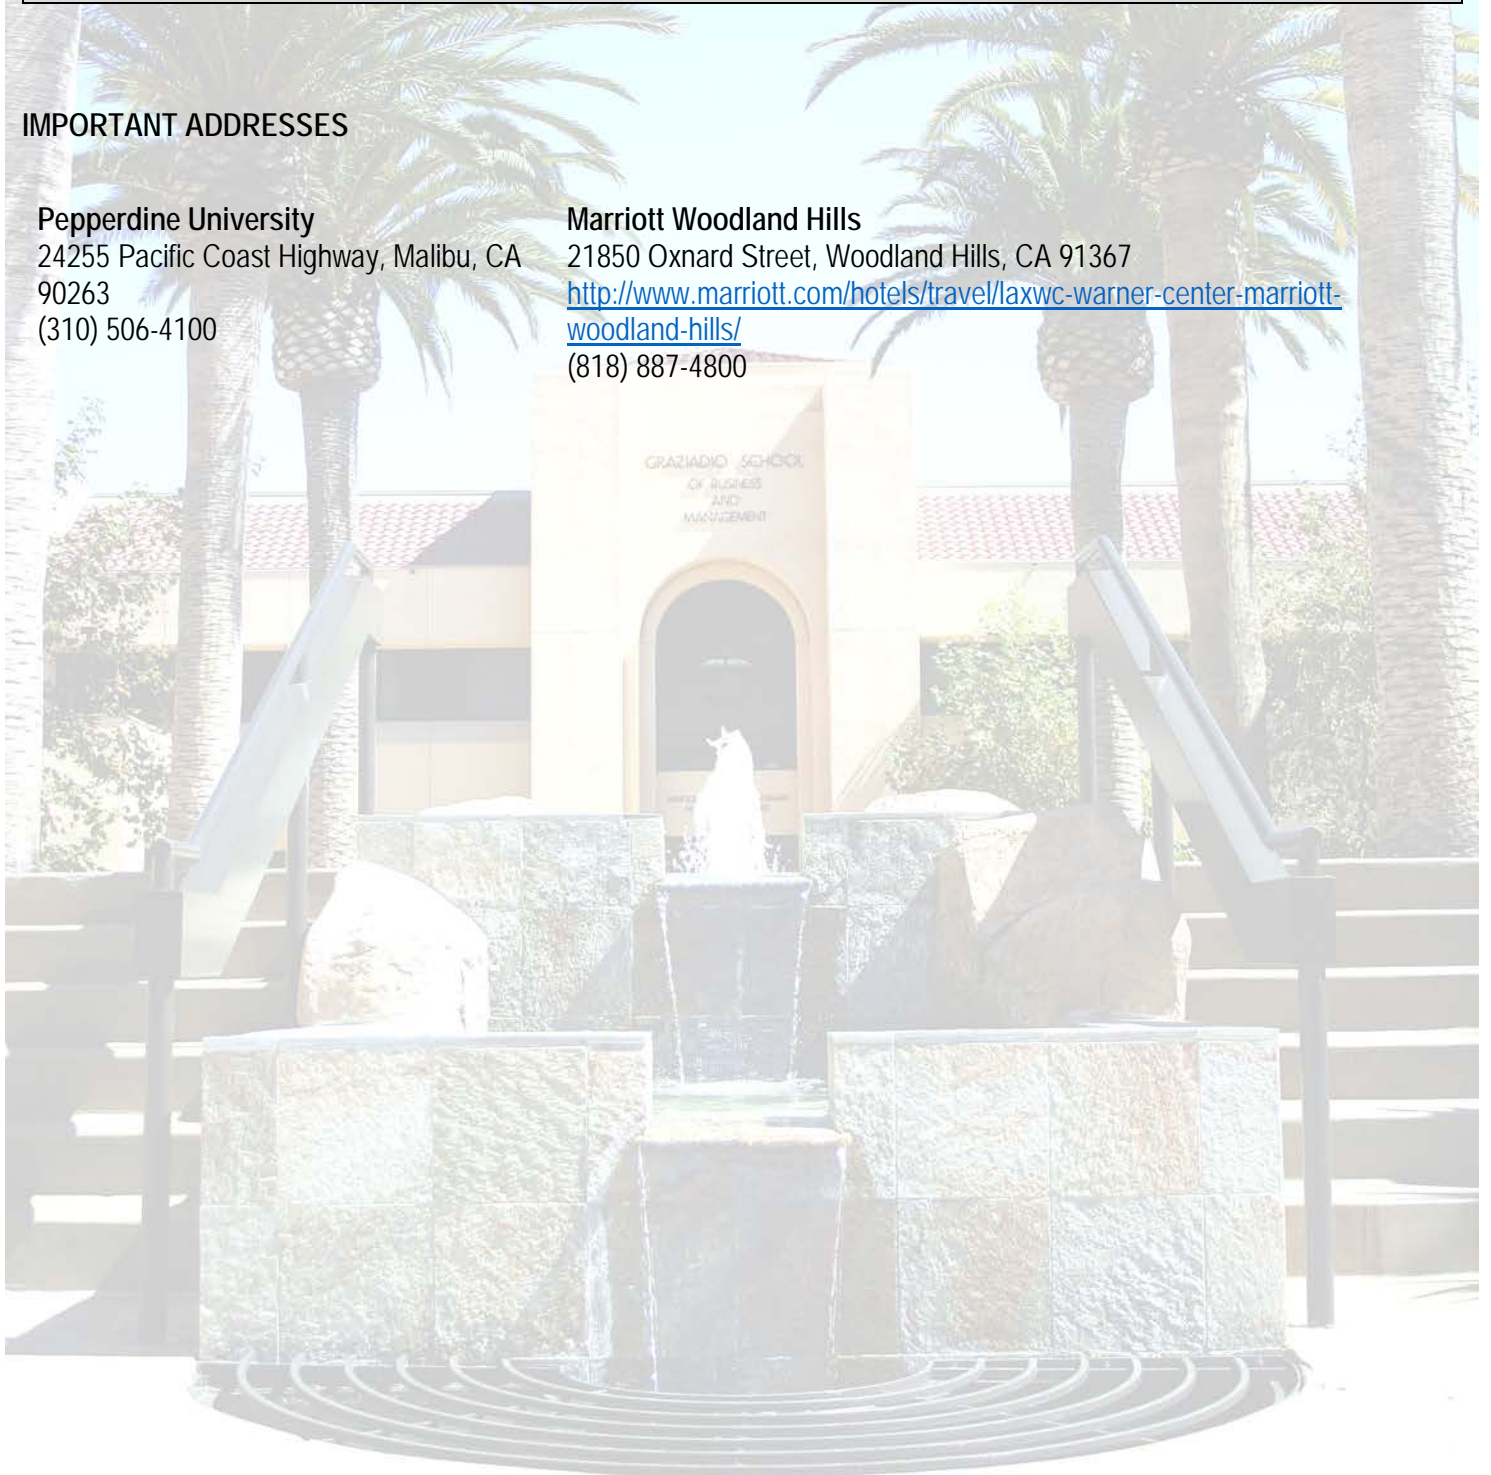 IMPORTANT ADDRESSES
Pepperdine University
24255 Pacific Coast Highway, Malibu, CA
90263
(310) 506-4100
Marriott Woodland Hills
21850 Oxnard Street, Woodland Hills, CA 91367
http://www.marriott.com/hotels/travel/laxwc-warner-center-marriott-
woodland-hills/
(818) 887-4800
GRAZIADIO SCHOOL
OF BUSINESS
AND
MANAGEMENT